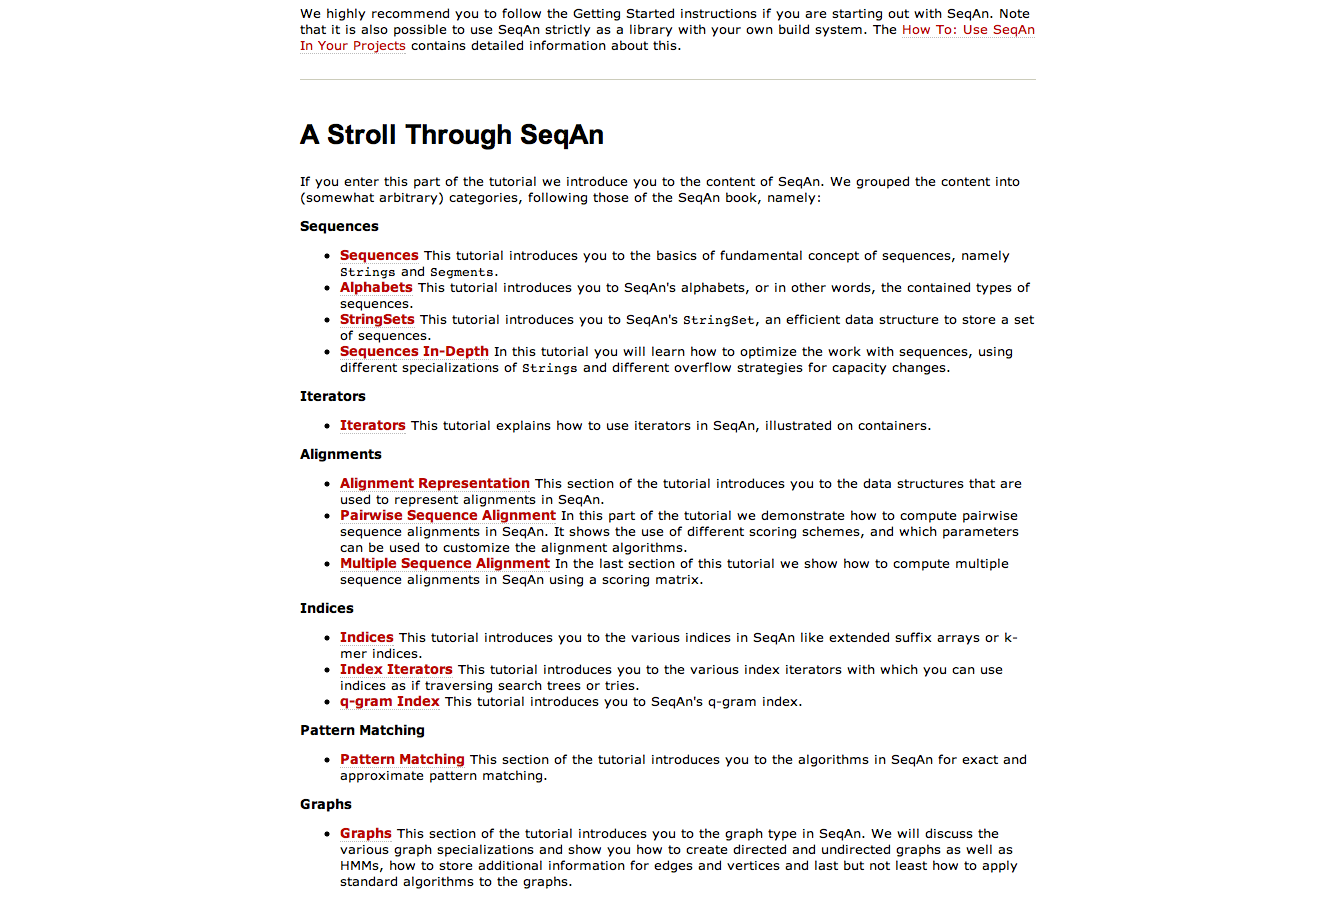 We highly recommend you to follow the Getting Started instructions if you are starting out with SeqAn. Note
that it is also possible to use SeqAn strictly as a library with your own build system. The How To: Use SeqAn
In Your Projects contains detailed information about this.
A Stroll Through SeqAn
If you enter this part of the tutorial we introduce you to the content of SeqAn. We grouped the content into
(somewhat arbitrary) categories, following those of the SeqAn book, namely:
Sequences
• Sequences This tutorial introduces you to the basics of fundamental concept of sequences, namely
Strings and Segments.
• Alphabets This tutorial introduces you to SeqAn's alphabets, or in other words, the contained types of
sequences.
• StringSets This tutorial introduces you to SeqAn's StringSet, an efficient data structure to store a set
of sequences.
• Sequences In-Depth In this tutorial you will learn how to optimize the work with sequences, using
different specializations of Strings and different overflow strategies for capacity changes.
Iterators
• Iterators This tutorial explains how to use iterators in SeqAn, illustrated on containers.
Alignments
• Alignment Representation This section of the tutorial introduces you to the data structures that are
used to represent alignments in SeqAn.
• Pairwise Sequence Alignment In this part of the tutorial we demonstrate how to compute pairwise
sequence alignments in SeqAn. It shows the use of different scoring schemes, and which parameters
can be used to customize the alignment algorithms.
• Multiple Sequence Alignment In the last section of this tutorial we show how to compute multiple
sequence alignments in SeqAn using a scoring matrix.
Indices
• Indices This tutorial introduces you to the various indices in SeqAn like extended suffix arrays or k-
mer indices.
• Index Iterators This tutorial introduces you to the various index iterators with which you can use
indices as if traversing search trees or tries.
• q-gram Index This tutorial introduces you to SeqAn's q-gram index.
Pattern Matching
• Pattern Matching This section of the tutorial introduces you to the algorithms in SeqAn for exact and
approximate pattern matching.
Graphs
• Graphs This section of the tutorial introduces you to the graph type in SeqAn. We will discuss the
various graph specializations and show you how to create directed and undirected graphs as well as
HMMs, how to store additional information for edges and vertices and last but not least how to apply
standard algorithms to the graphs.